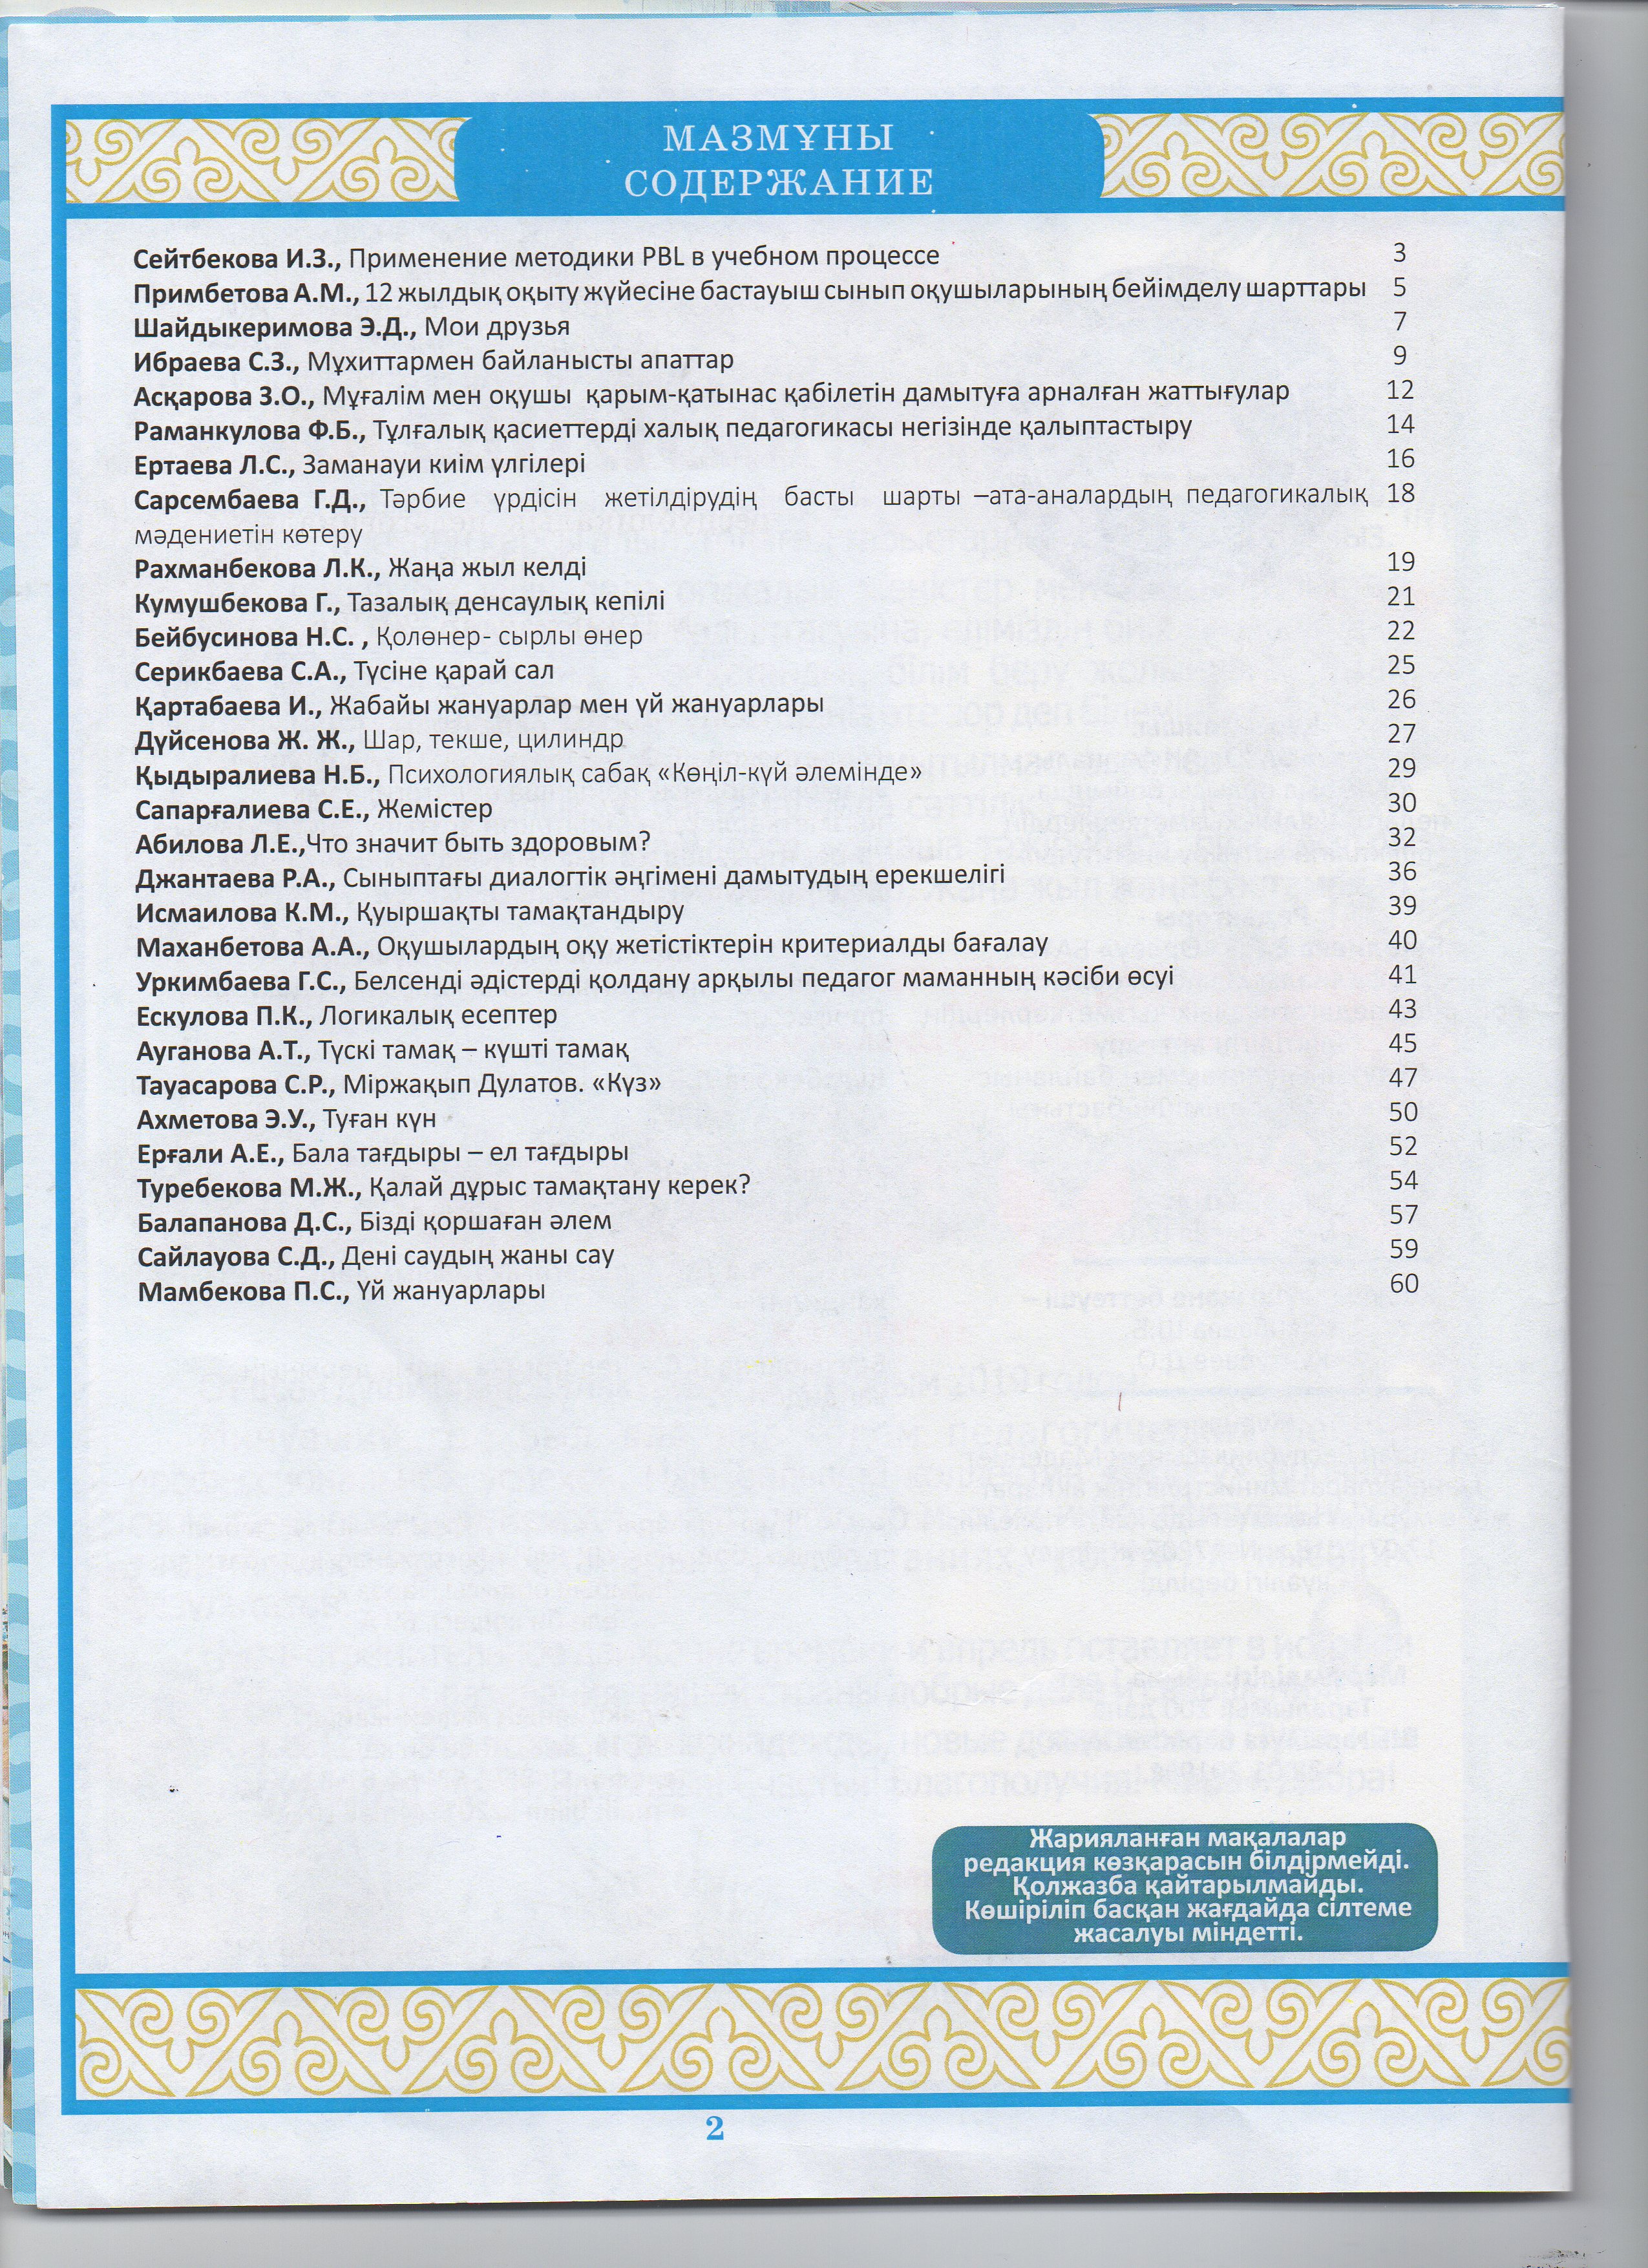 МАЗМҰНЫ
СОДЕРЖАНИЕ
Сейтбекова И.З., Применение методики PBL в учебном процессе 3
Примбетова А.М., 12 жылдық оқыту жүйесіне бастауыш сынып оқушыларының бейімделу шарттары 5
Шайдыкеримова Э.Д., Мои друзья 7
Ибраева С.З., Мұхиттармен байланысты апаттар 9
Асқарова З.О., Мұғалім мен оқушы қарым-қатынас қабілетін дамытуға арналған жаттығулар 12
Раманкулова Ф.Б., Тұлғалық қасиеттерді халық педагогикасы негізінде қалыптастыру 14
Ертаева Л.С., Заманауи киім үлгілері 16
Сарсембаева Г.Д., Тәрбие үрдісін жетілдірудің басты шарты –ата-аналардың педагогикалық 18
мәдениетін көтеру
Рахманбекова Л.К., Жаңа жыл келді 19
Кумушбекова Г., Тазалық денсаулық кепілі 21
Бейбусинова Н.С. , Қолөнер- сырлы өнер 22
Серикбаева С.А., Түсіне қарай сал 25
Қартабаева И., Жабайы жануарлар мен үй жануарлары 26
Дүйсенова Ж. Ж., Шар, текше, цилиндр 27
Қыдыралиева Н.Б., Психологиялық сабақ «Көңіл-күй әлемінде» 29
Сапарғалиева С.Е., Жемістер 30
Абилова Л.Е.,Что значит быть здоровым? 32
Джантаева Р.А., Сыныптағы диалогтік әңгімені дамытудың ерекшелігі 36
Исмаилова К.М., Қуыршақты тамақтандыру 39
Маханбетова А.А., Оқушылардың оқу жетістіктерін критериалды бағалау 40
Уркимбаева Г.С., Белсенді әдістерді қолдану арқылы педагог маманның кәсіби өсуі 41
Ескулова П.К., Логикалық есептер 43
Ауганова А.Т., Түскі тамақ – күшті тамақ 45
Тауасарова С.Р., Міржақып Дулатов. «Күз» 47
Ахметова Э.У., Туған күн 50
Ерғали А.Е., Бала тағдыры – ел тағдыры 52
Туребекова М.Ж., Қалай дұрыс тамақтану керек? 54
Балапанова Д.С., Бізді қоршаған әлем 57
Сайлауова С.Д., Дені саудың жаны сау 59
Мамбекова П.С., Үй жануарлары 60
Жарияланған мақалалар
редакция көзқарасын білдірмейді.
Қолжазба қайтарылмайды.
Көшіріліп басқан жағдайда сілтеме
жасалуы міндетті.
2